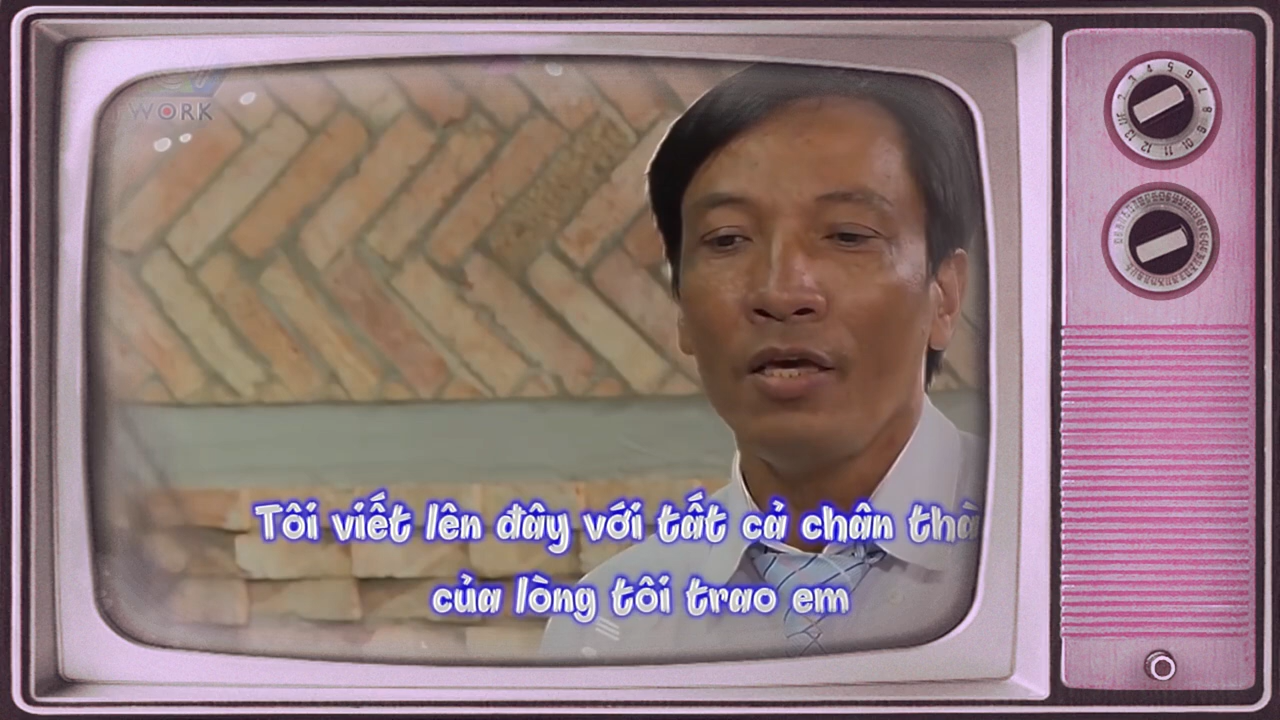 WORK
Tôi viết lên đây với tất cả chân thà
của lòng tôi trao em